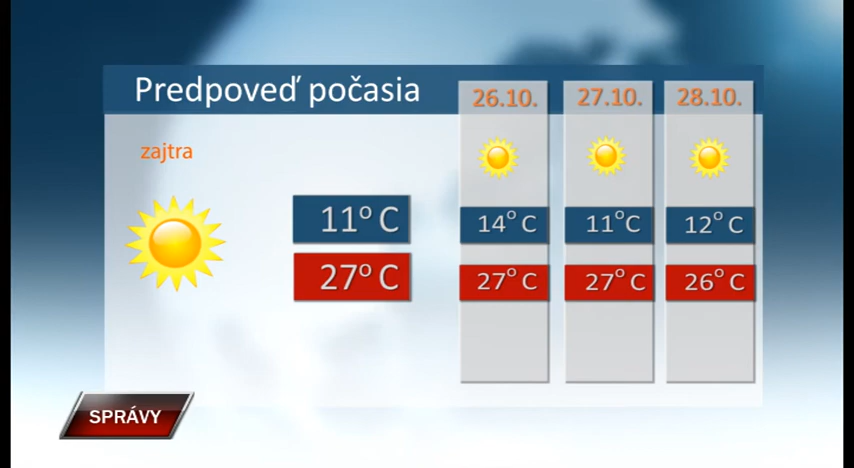 Predpoveď počasia
zajtra
11° C
27° C
26.10.
14° C
27° C
27.10.
11°C
27° C
28.10.
12° C
26° C
SPRÁVY